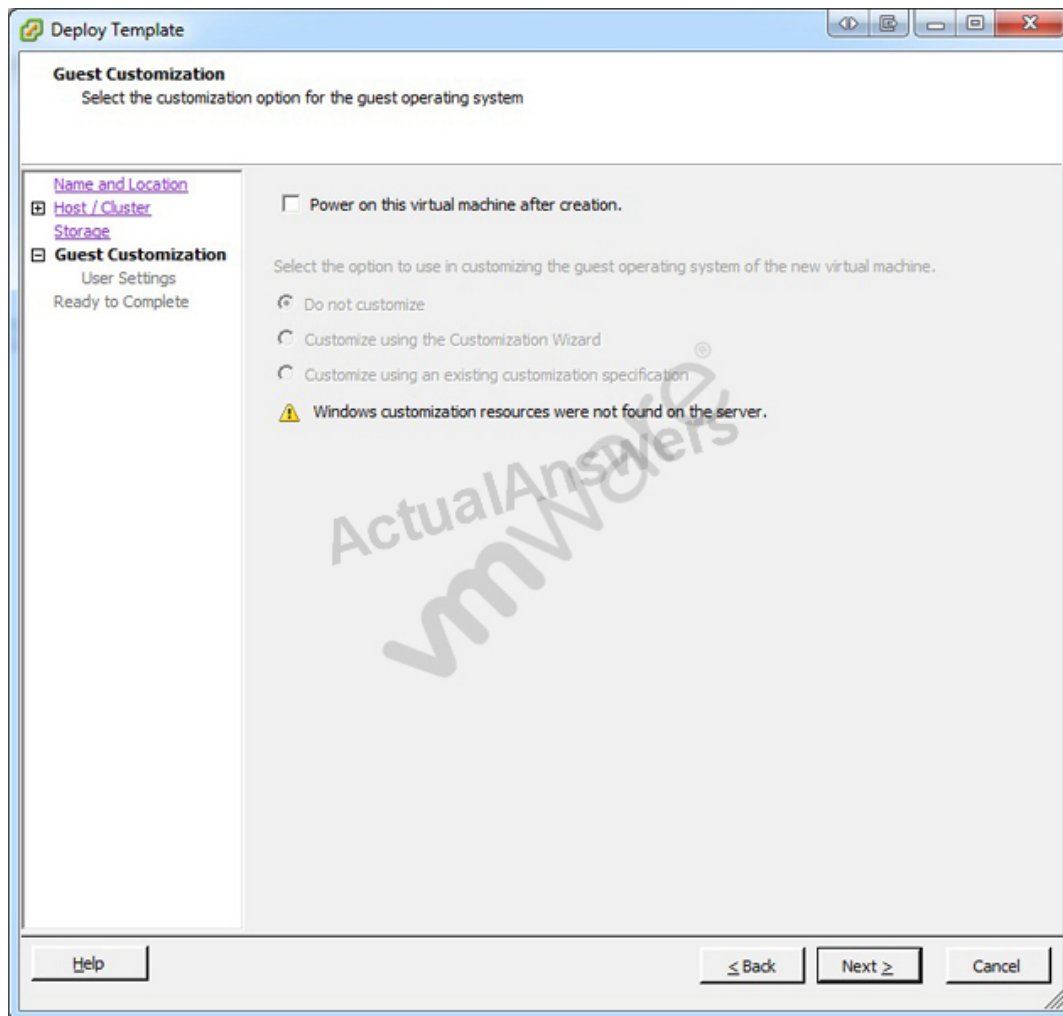 Deploy Template
Guest Customization
Select the customization option for the guest operating system
Name and Location
Host / Cluster
Storage
Guest Customization
User Settings
Ready to Complete
Power on this virtual machine after creation.
Select the option to use in customizing the guest operating system of the new virtual machine.
Do not customize
Customize using the Customization Wizard
Customize using an existing customization specification
Windows customization resources were not found on the server.
ActualAnswers
vmware®
Help
< Back
Next >
Cancel